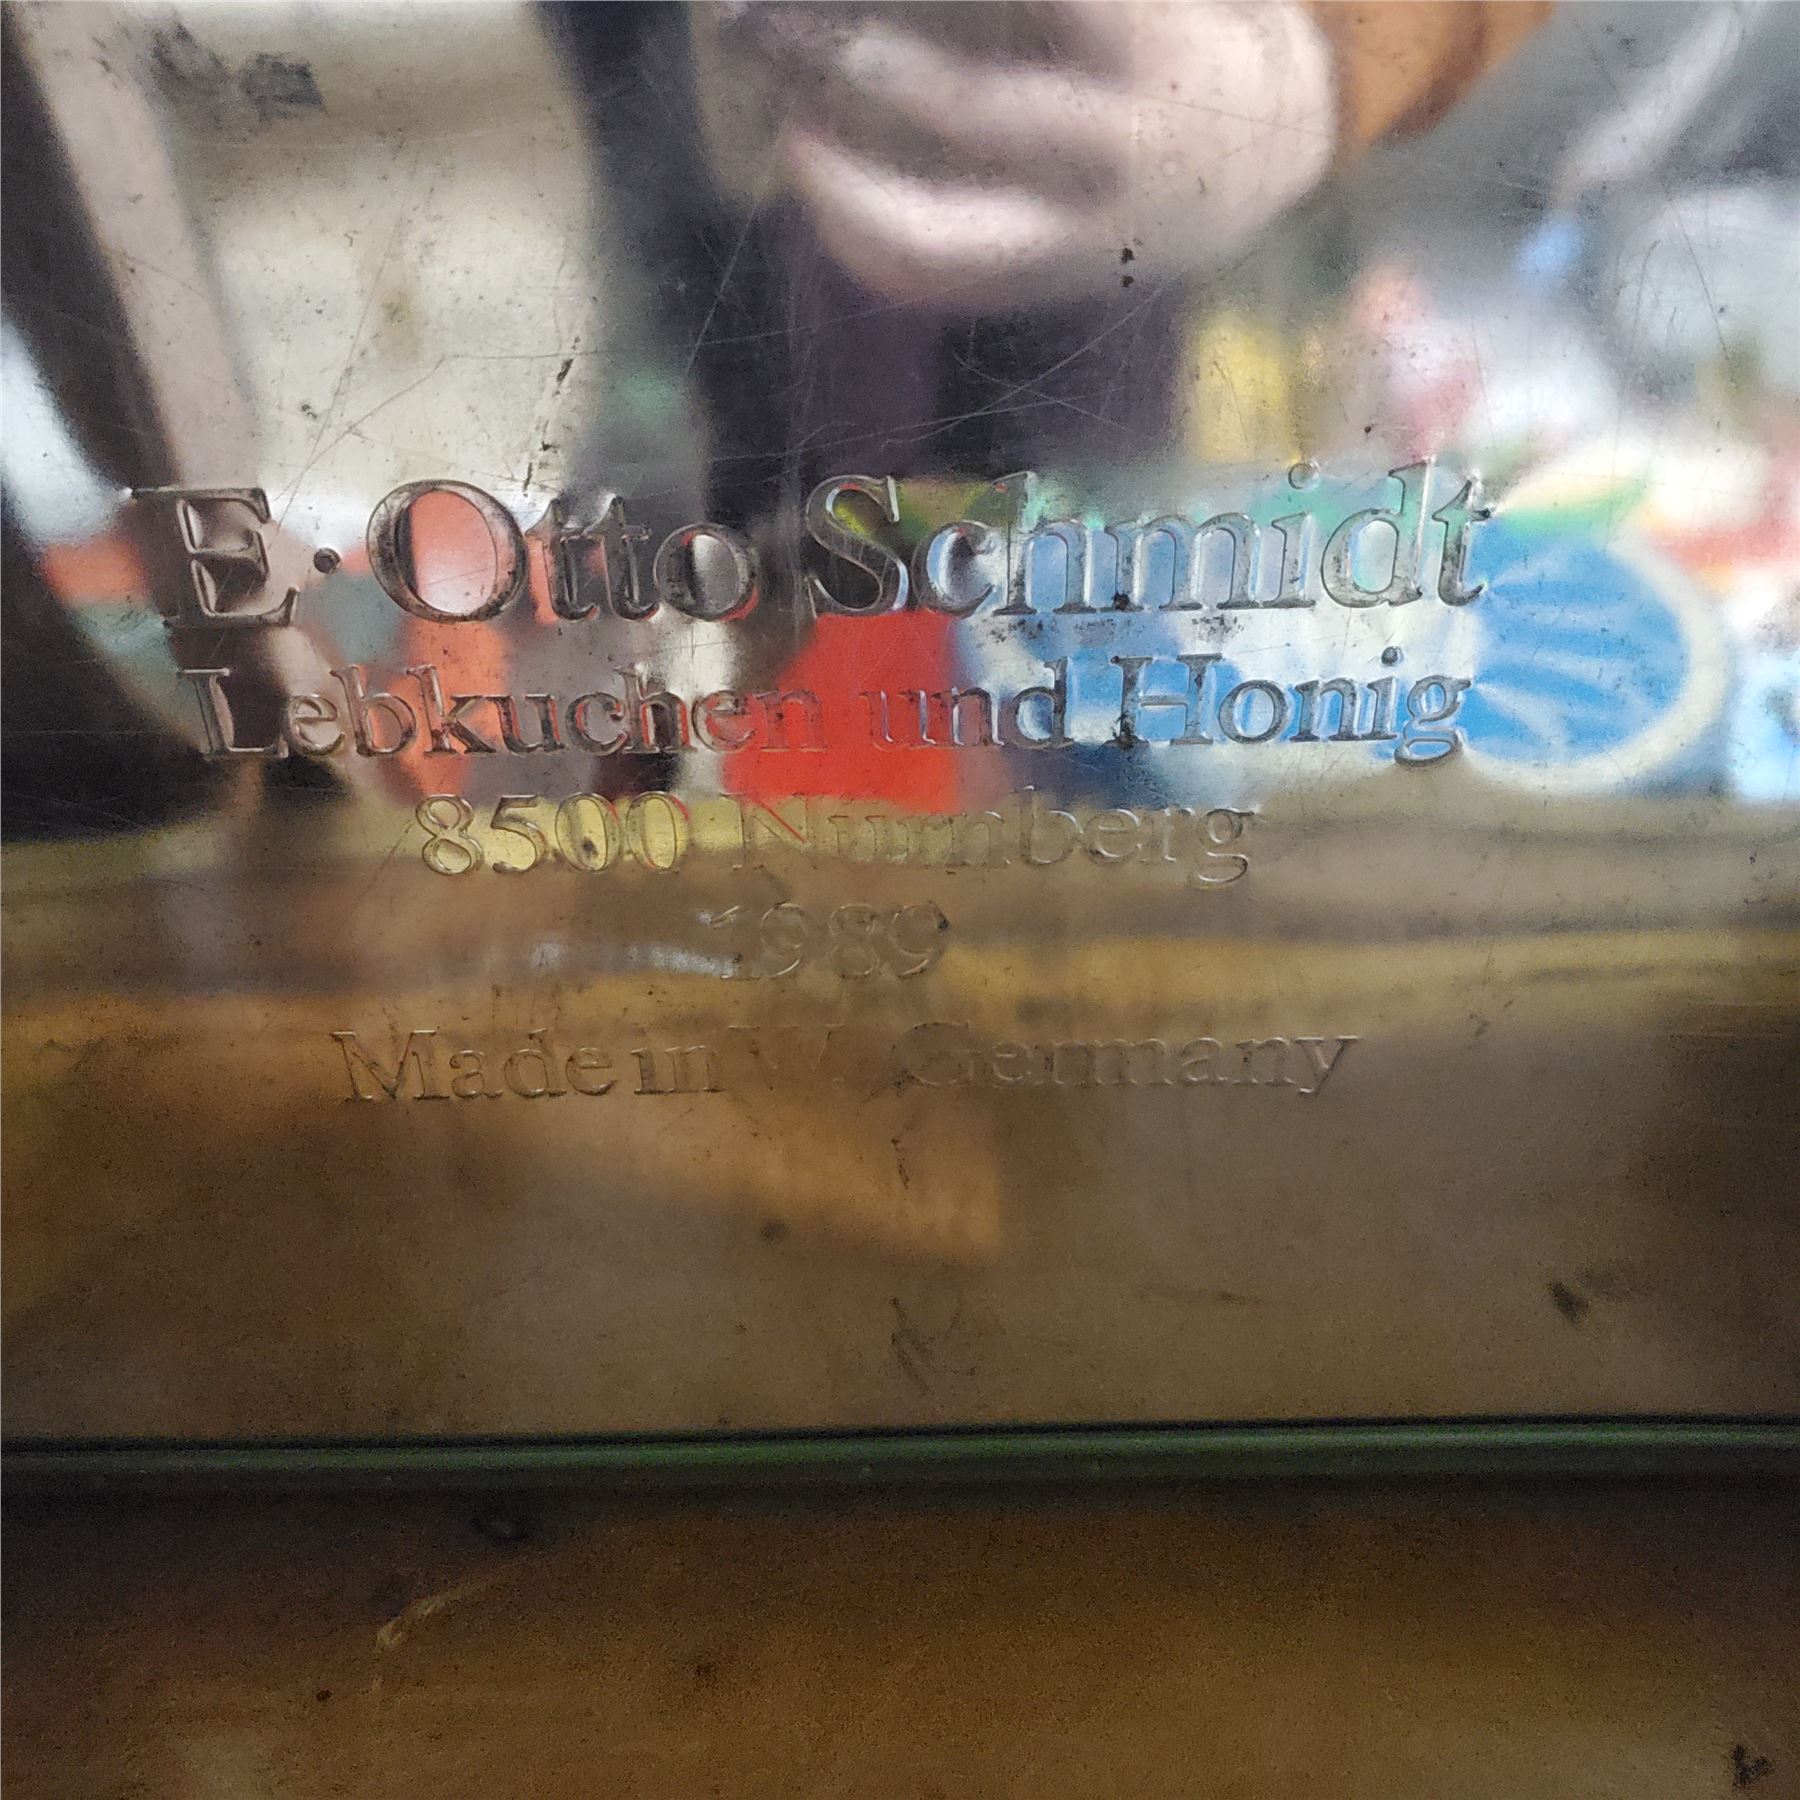 E·Otto Schmidt
Lebkuchen und Honig
8500 Nürnberg
1989
Made in W. Germany